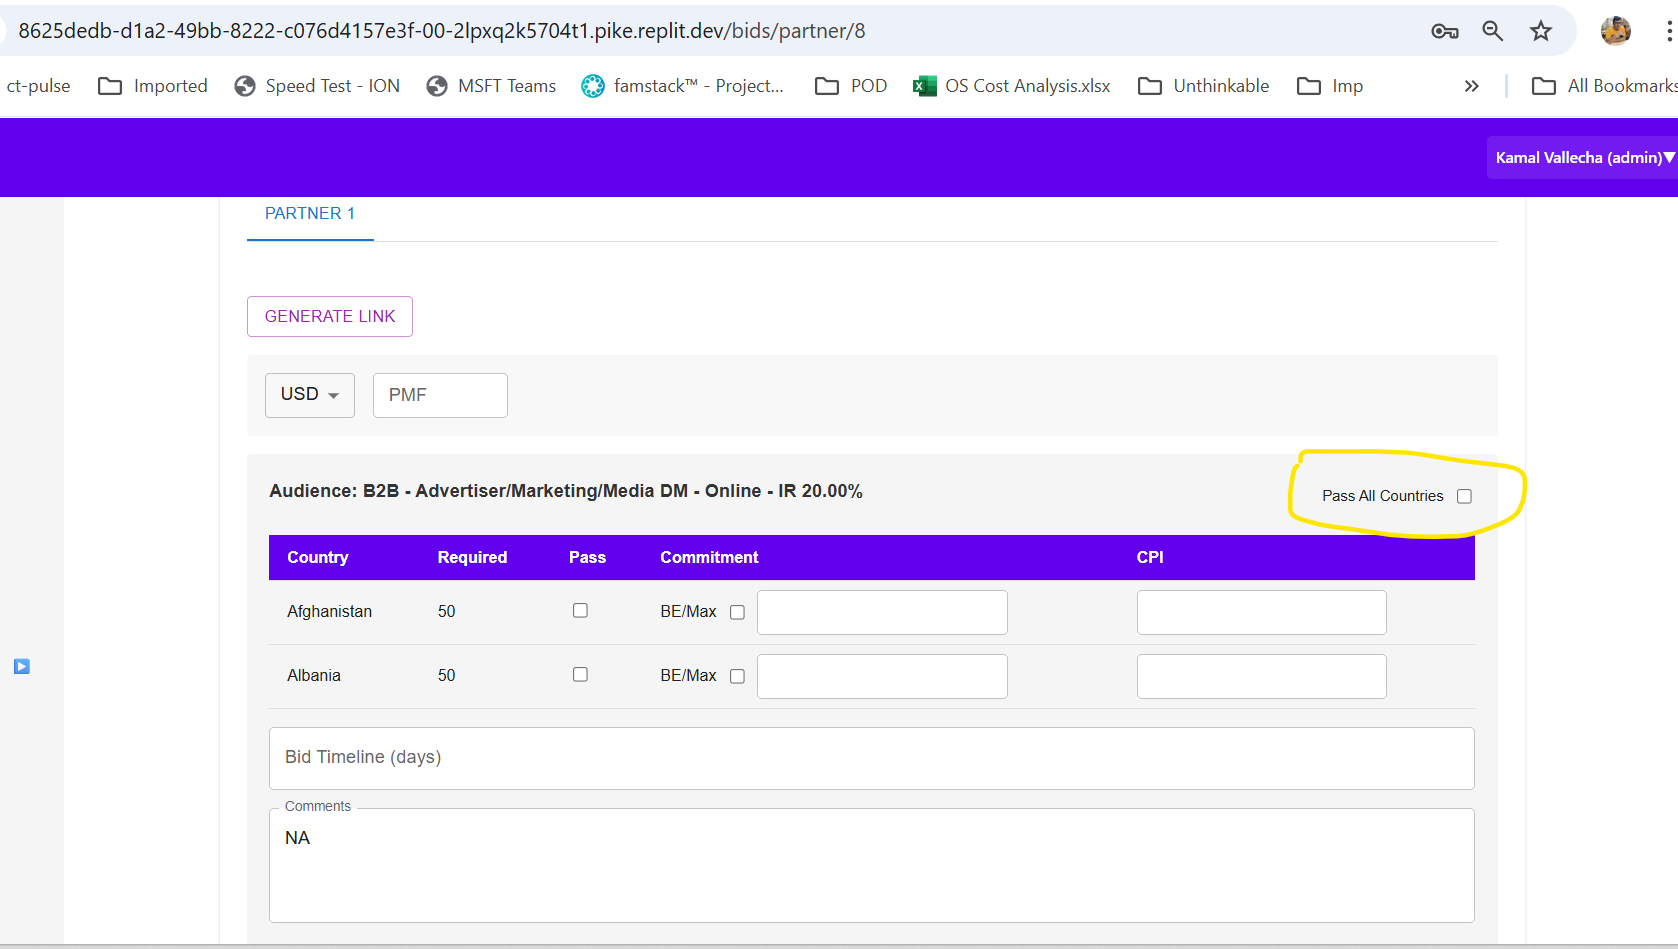 8625dedb-d1a2-49bb-8222-c076d4157e3f-00-2lpxq2k5704t1.pike.replit.dev/bids/partner/8
ct-pulse Imported Speed Test - ION MSFT Teams famstack™ - Project... POD OS Cost Analysis.xlsx Unthinkable Imp » All Bookmarks
Kamal Vallecha (admin)▼
PARTNER 1
GENERATE LINK
USD PMF
Audience: B2B - Advertiser/Marketing/Media DM - Online - IR 20.00% Pass All Countries
Country Required Pass Commitment CPI
Afghanistan 50 BE/Max
Albania 50 BE/Max
Bid Timeline (days)
Comments
NA